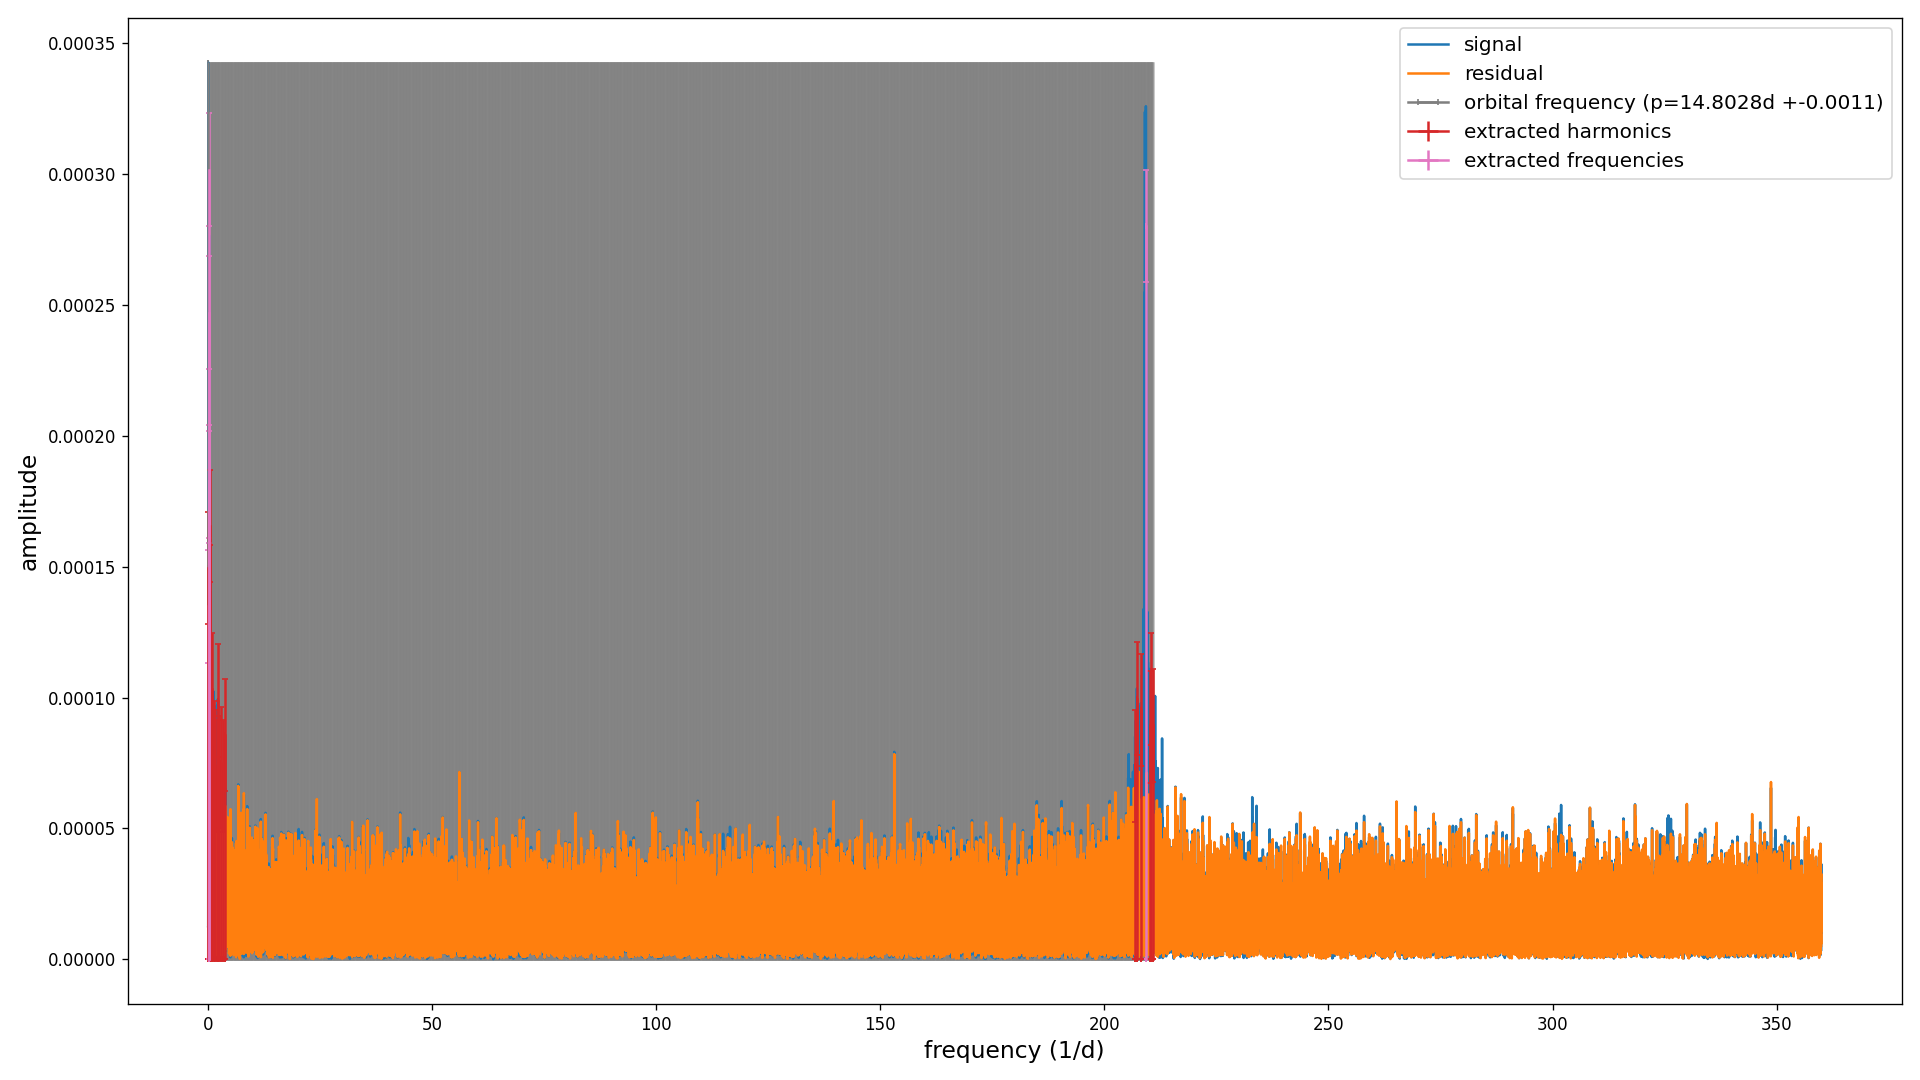 0.00035
0.00030
0.00025
0.00020
0.00015
0.00010
0.00005
0.00000
amplitude
0 50 100 150 200 250 300 350
frequency (1/d)
signal
residual
orbital frequency (p=14.8028d +-0.0011)
extracted harmonics
extracted frequencies